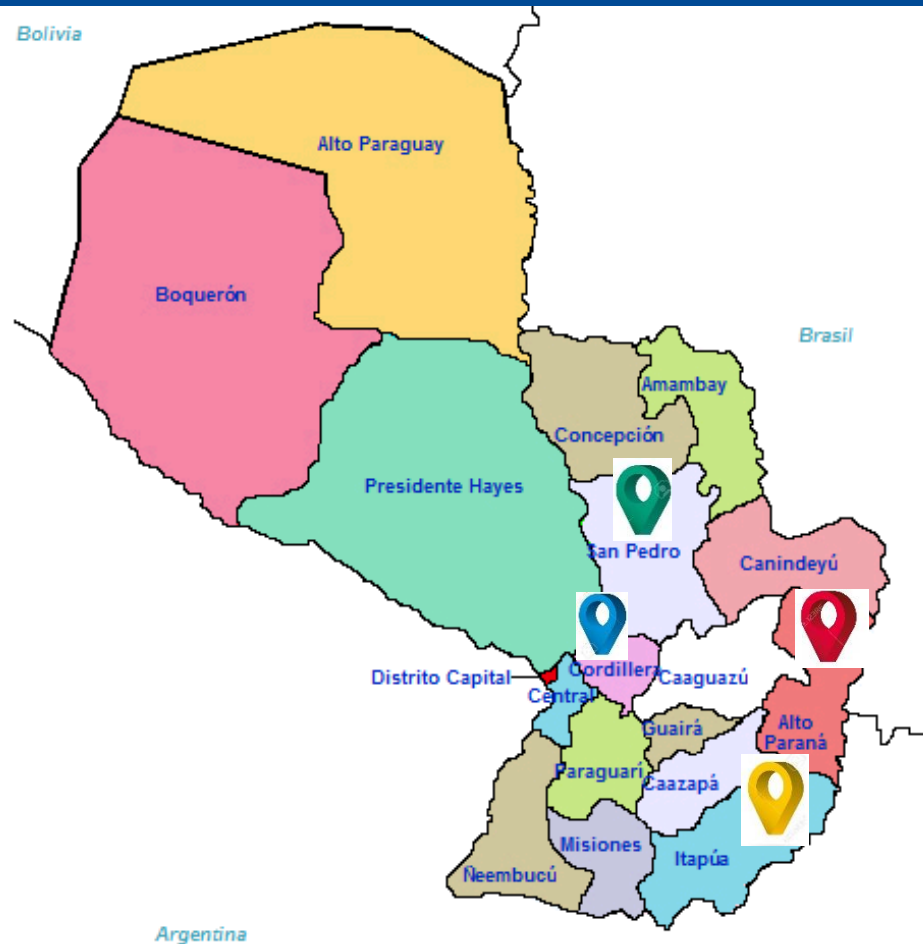 Bolivia
Alto Paraguay
Boquerón
Brasil
Amambay
Concepción
Presidente Hayes
San Pedro
Canindeyú
Distrito Capital
Cordillera
Caaguazú
Central
Guairá
Alto
Paraná
Paraguarí
Caazapá
Misiones
Itapúa
Ñeembucú
Argentina